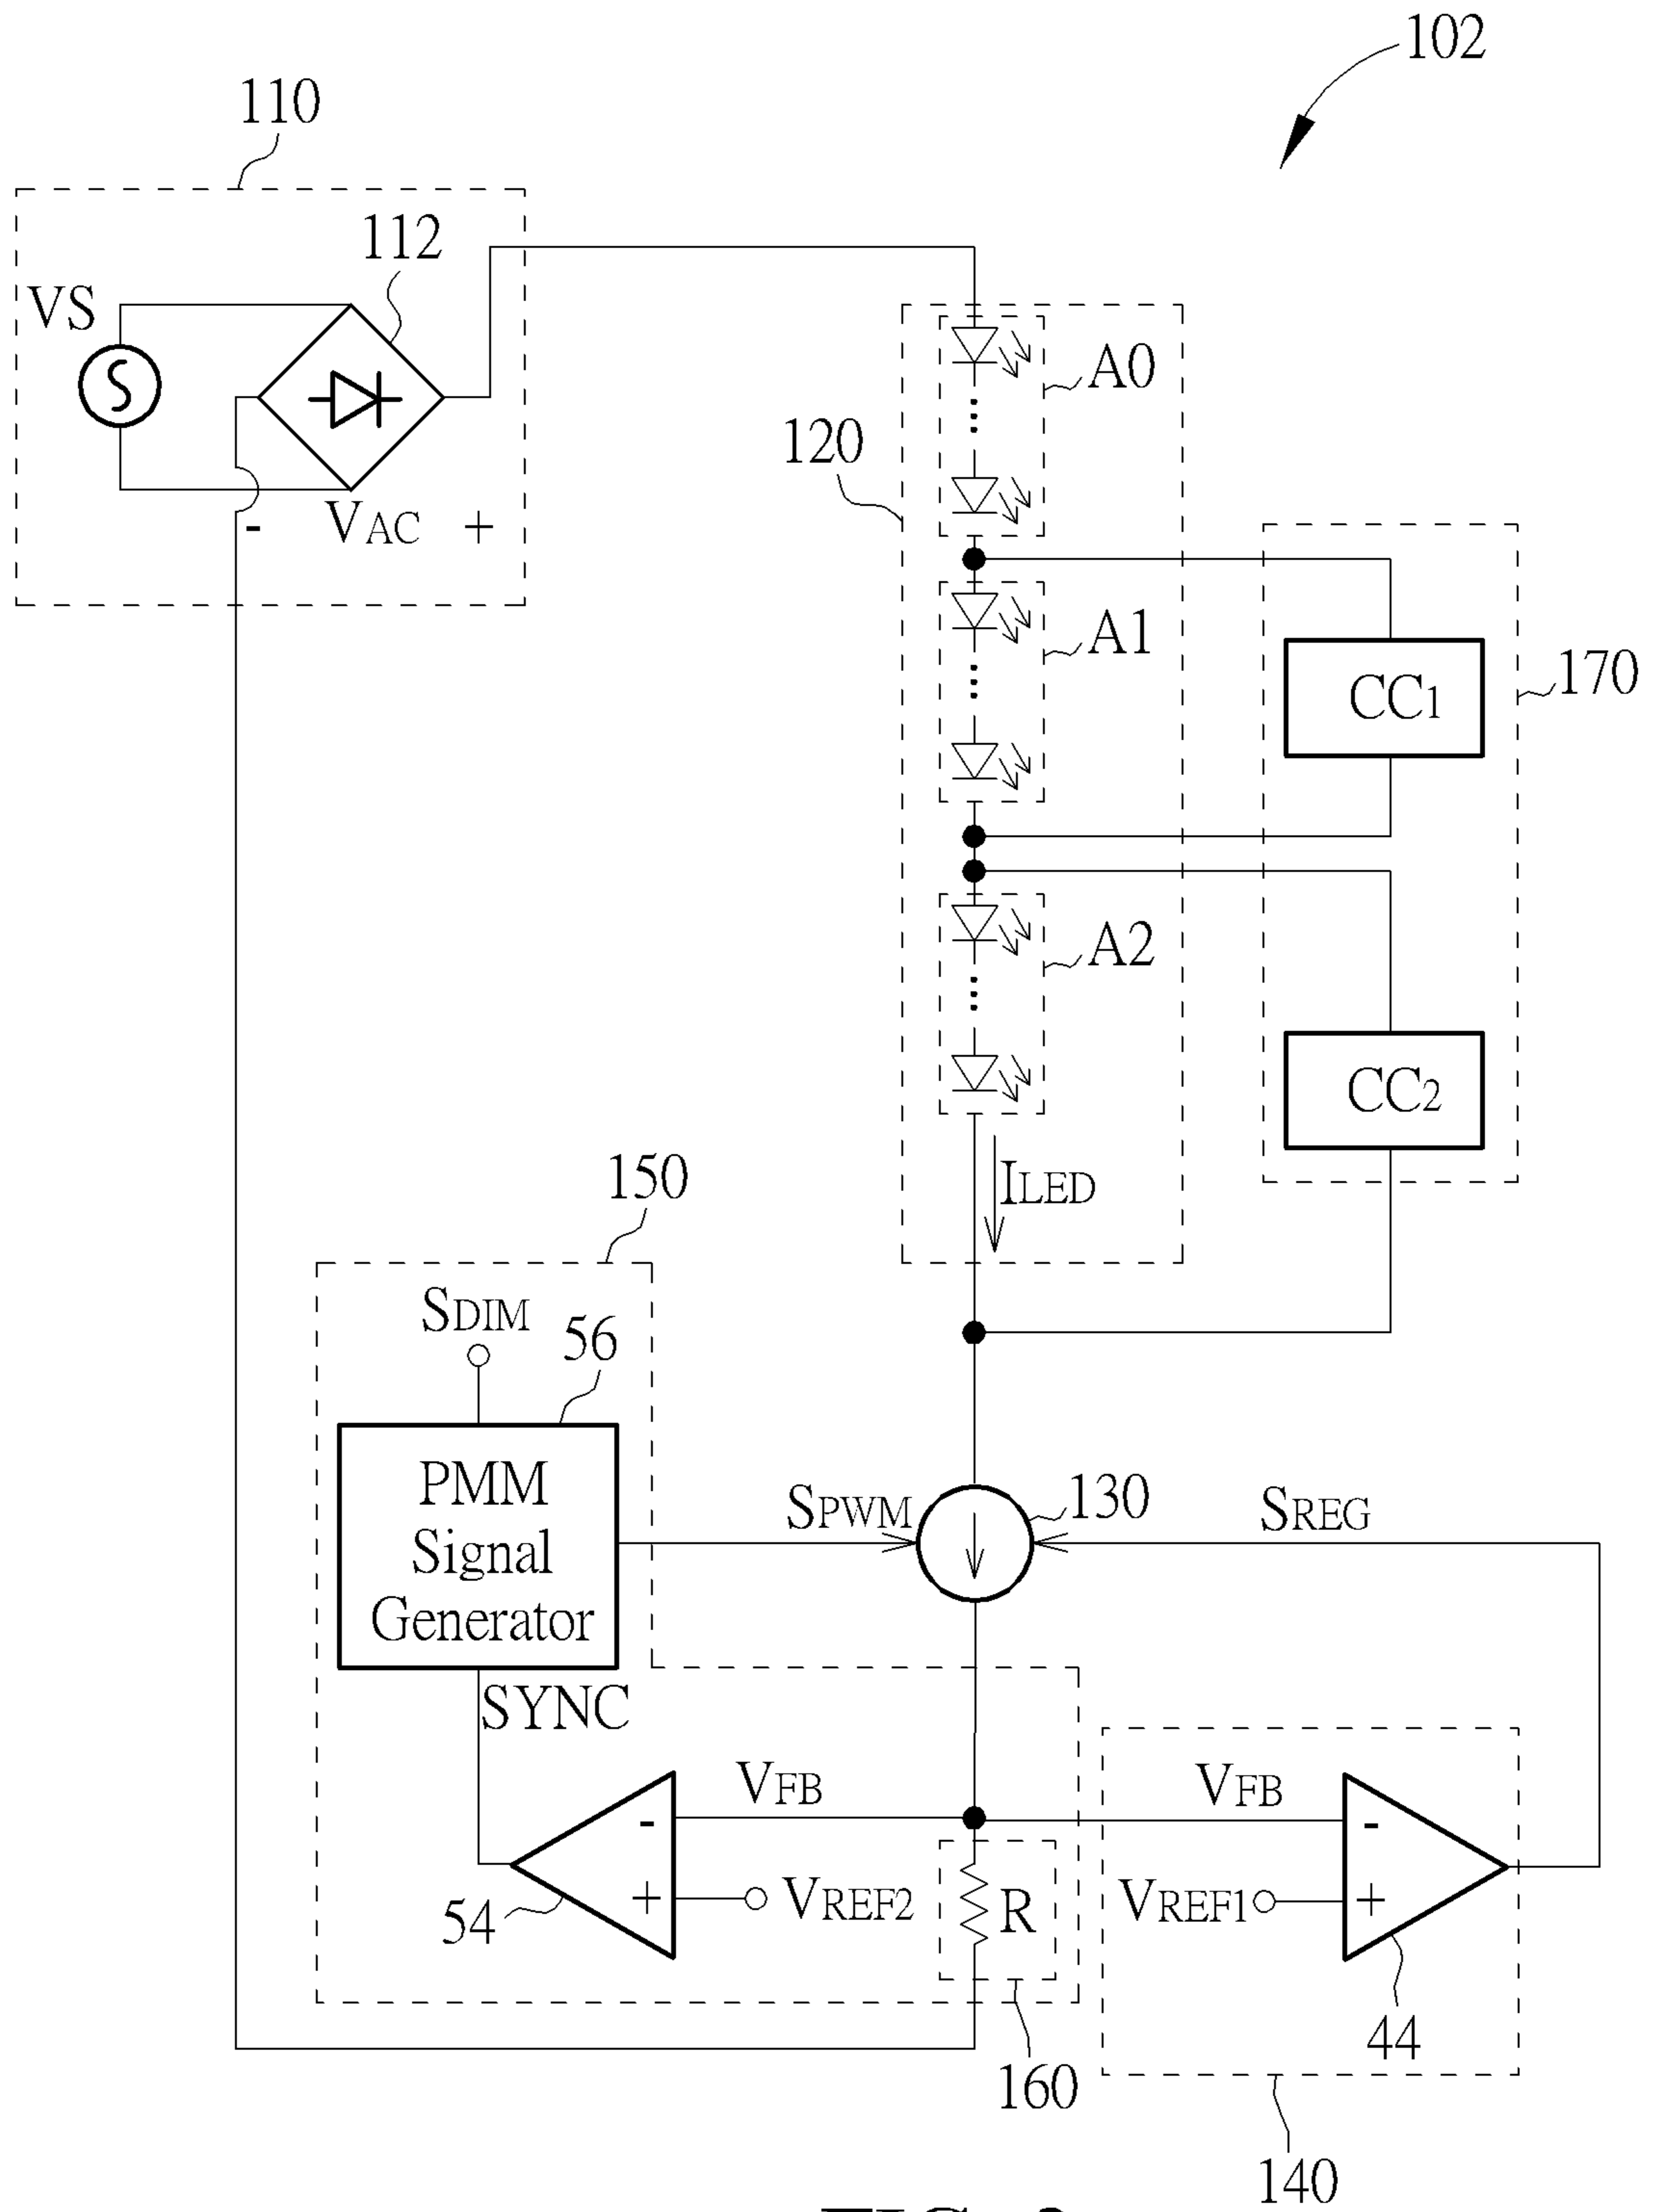 102
110
112
VS
- VAC +
A0
120
A1
CC1
170
A2
CC2
ILED
150
SDIM
56
PMM
Signal
Generator
SPWM
130
SREG
SYNC
VFB
VFB
-
-
+
VREF2
R
VREF1
+
54
44
160
140